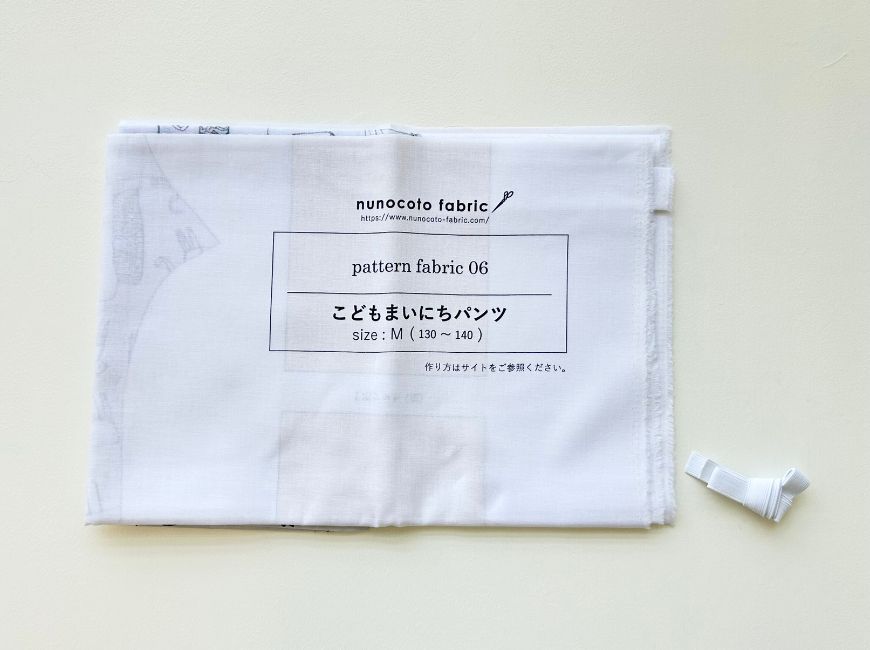 nunocoto fabric
https://www.nunocoto-fabric.com/
pattern fabric 06
こどもまいにちパンツ
size : M ( 130 ~ 140 )
作り方はサイトをご参照ください。